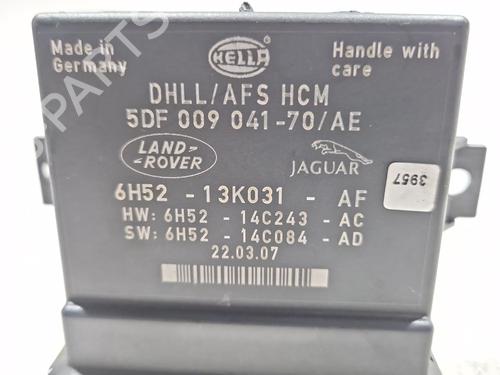 Made in Germany
HELLA
Handle with care
DHLL/AFS HCM
5DF 009 041-70/AE
LAND ROVER
JAGUAR
3957
6H52 - 13K031 - AF
HW: 6H52 - 14C243 - AC
SW: 6H52 - 14C084 - AD
22.03.07